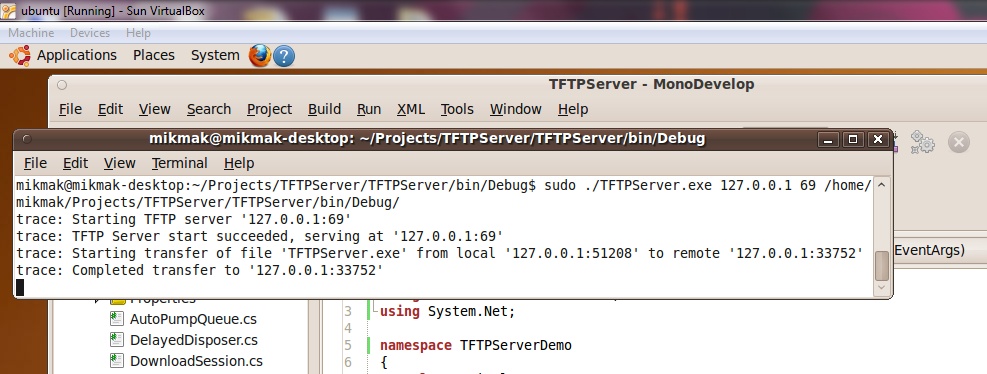 ubuntu [Running] - Sun VirtualBox
Machine Devices Help
Applications Places System
TFTPServer - MonoDevelop
File Edit View Search Project Build Run XML Tools Window Help
mikmak@mikmak-desktop: ~/Projects/TFTPServer/TFTPServer/bin/Debug
File Edit View Terminal Help
mikmak@mikmak-desktop:~/Projects/TFTPServer/TFTPServer/bin/Debug$ sudo ./TFTPServer.exe 127.0.0.1 69 /home/
mikmak/Projects/TFTPServer/TFTPServer/bin/Debug/
trace: Starting TFTP server '127.0.0.1:69'
trace: TFTP Server start succeeded, serving at '127.0.0.1:69'
trace: Starting transfer of file 'TFTPServer.exe' from local '127.0.0.1:51208' to remote '127.0.0.1:33752'
trace: Completed transfer to '127.0.0.1:33752'
EventArgs)
Properties
AutoPumpQueue.cs
DelayedDisposer.cs
DownloadSession.cs
3 using System.Net;
4
5 namespace TFTPServerDemo
6 {